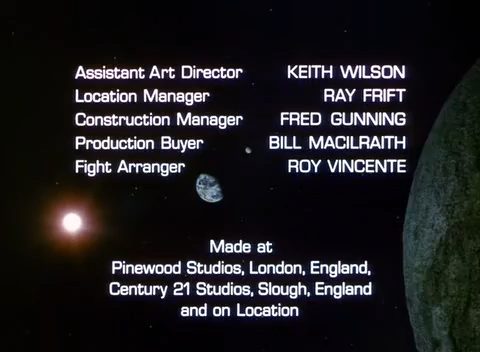 Assistant Art Director KEITH WILSON
Location Manager RAY FRIFT
Construction Manager FRED GUNNING
Production Buyer BILL MACILRAITH
Fight Arranger ROY VINCENTE
Made at
Pinewood Studios, London, England,
Century 21 Studios, Slough, England
and on Location